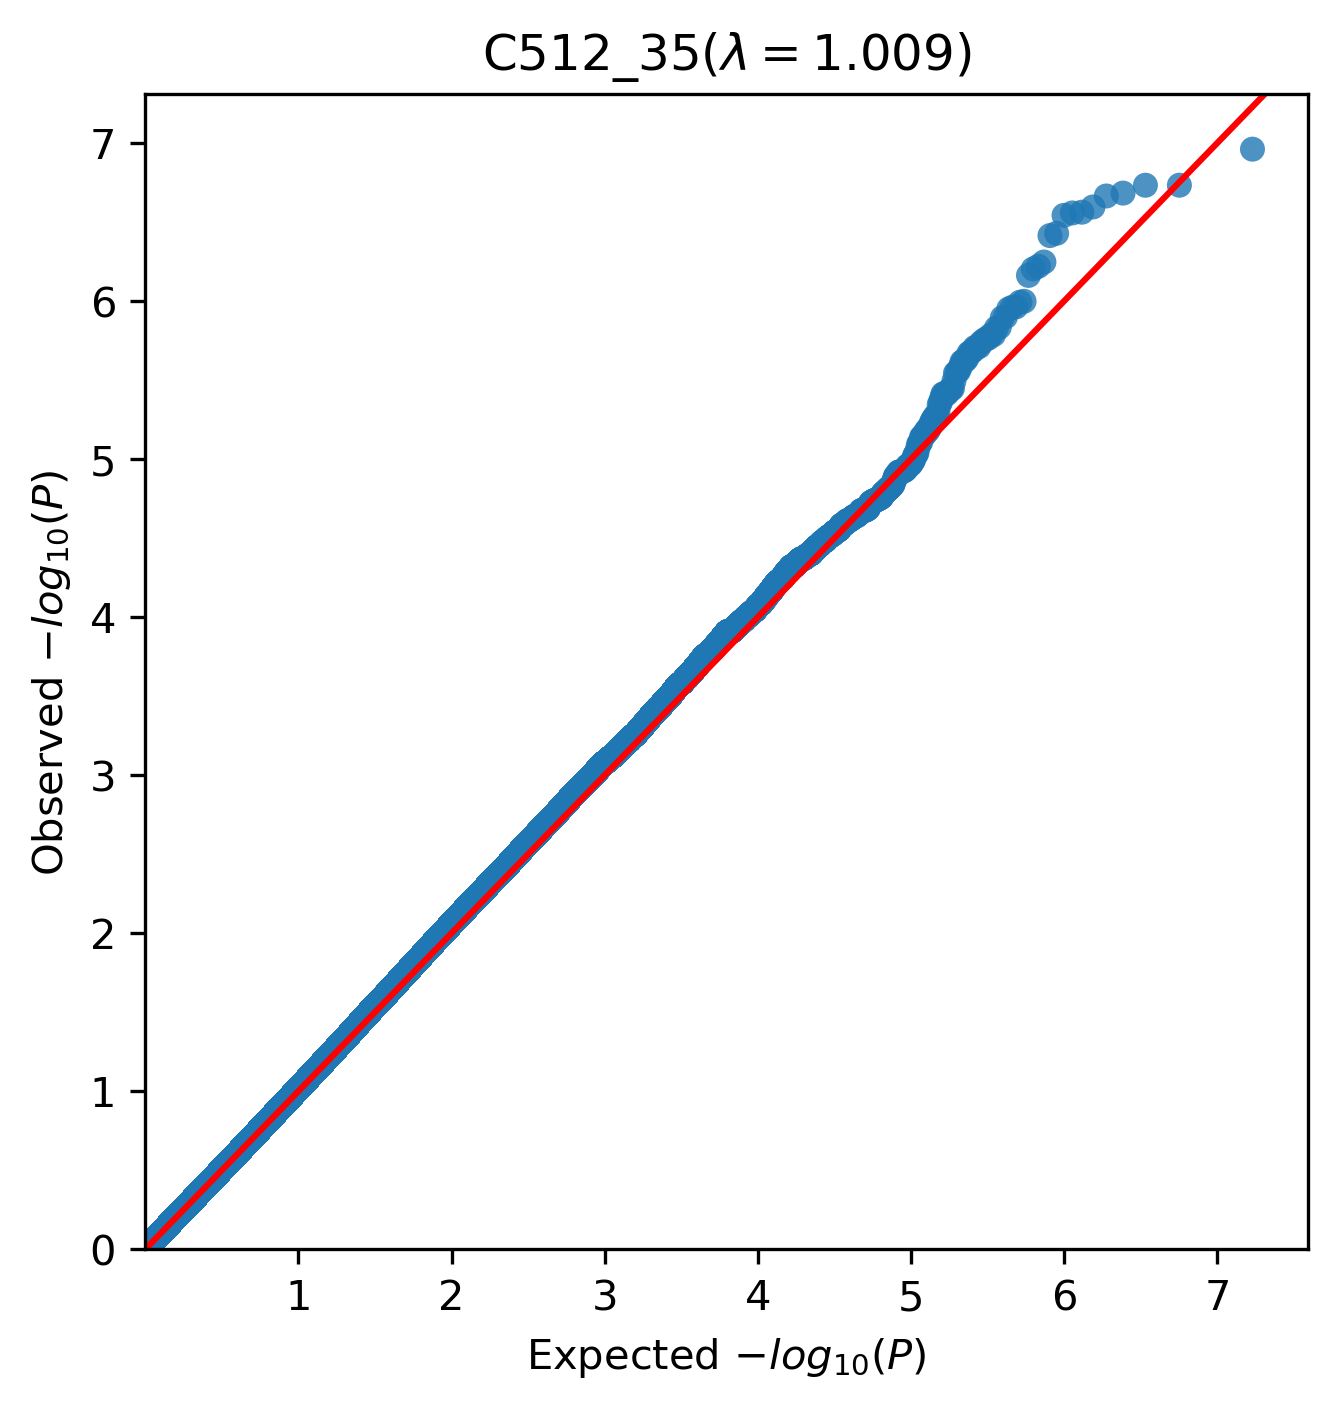 C512_35(λ = 1.009)
Observed −log₁₀(P)
7
6
5
4
3
2
1
0
1 2 3 4 5 6 7
Expected −log₁₀(P)